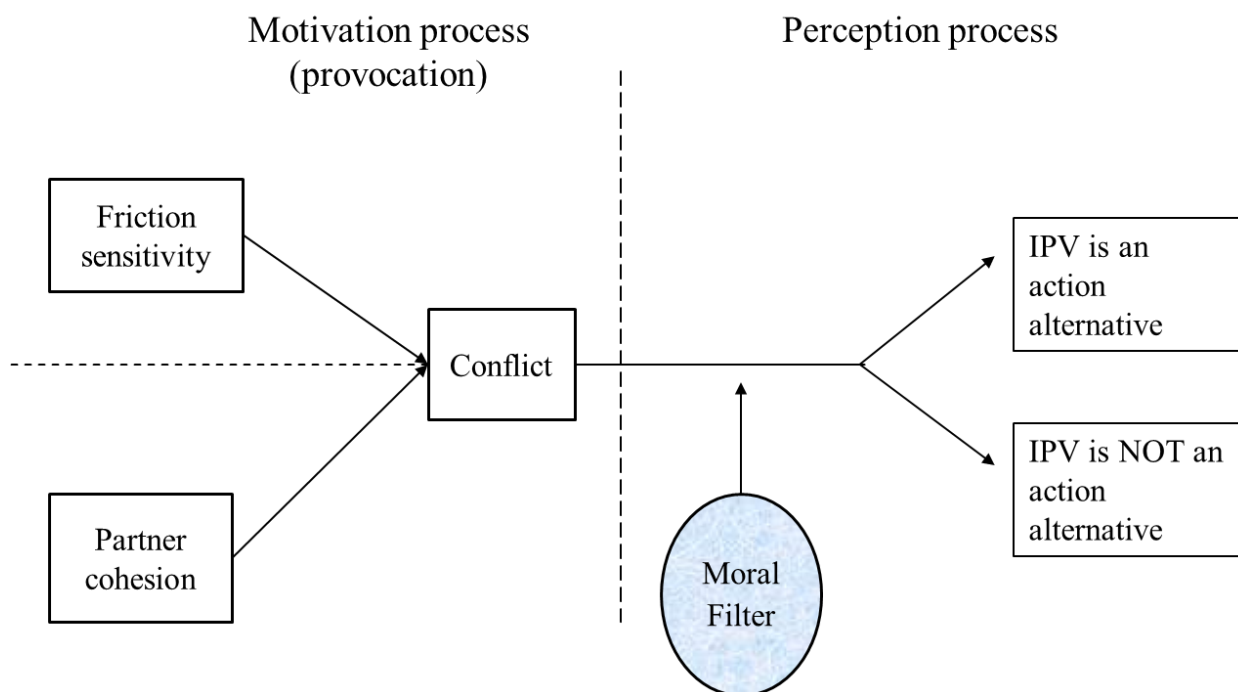 Motivation process
(provocation)
Perception process
Friction
sensitivity
Conflict
Partner
cohesion
Moral
Filter
IPV is an
action
alternative
IPV is NOT an
action
alternative